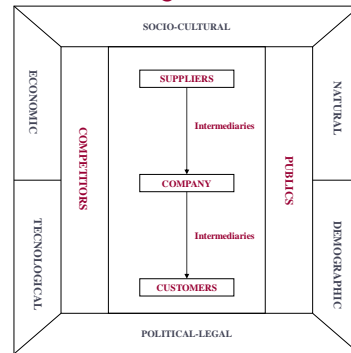 SOCIO-CULTURAL
ECONOMIC
NATURAL
SUPPLIERS
Intermediaries
COMPETITORS
PUBLICS
COMPANY
Intermediaries
TECNOLOGICAL
DEMOGRAPHIC
CUSTOMERS
POLITICAL-LEGAL